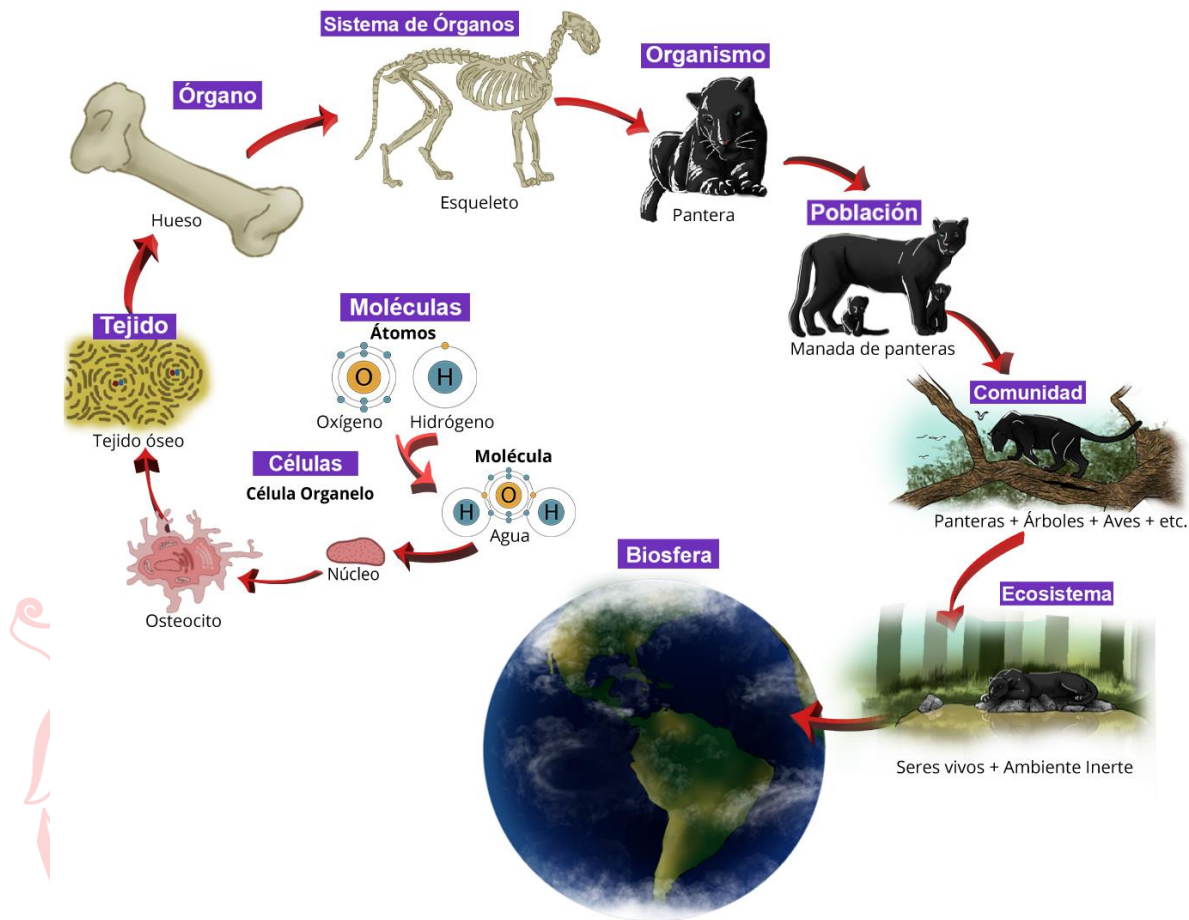 Sistema de Órganos
Organismo
Órgano
Hueso
Esqueleto
Pantera
Población
Manada de panteras
Moléculas
Átomos
O
H
Oxígeno
Hidrógeno
Tejido
Tejido óseo
Células
Célula Organelo
Molécula
H
O
H
Agua
Núcleo
Osteocito
Comunidad
Panteras + Árboles + Aves + etc.
Ecosistema
Seres vivos + Ambiente Inerte
Biosfera